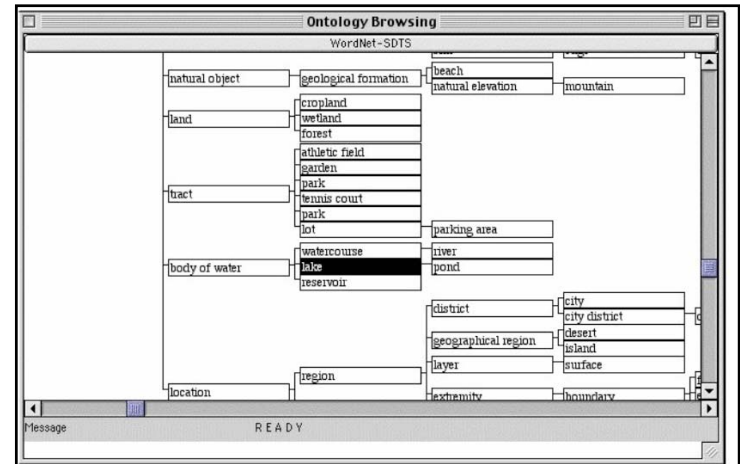 Ontology Browsing
WordNet-SDTS
natural object
geological formation
beach
natural elevation
mountain
land
cropland
wetland
forest
tract
athletic field
garden
park
tennis court
park
lot
parking area
body of water
watercourse
river
lake
pond
reservoir
location
region
district
city
city district
geographical region
desert
island
layer
surface
extremity
boundary
Message
READY